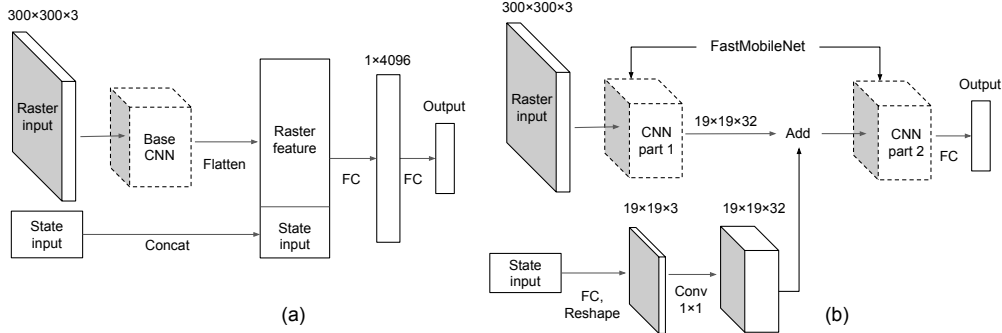 300×300×3
Raster
input
Base
CNN
Flatten
Raster
feature
1×4096
Output
FC
FC
State
input
Concat
State
input
(a)
300×300×3
Raster
input
FastMobileNet
CNN
part 1
19×19×32
Add
CNN
part 2
Output
FC
State
input
FC,
Reshape
19×19×3
Conv
1×1
19×19×32
(b)